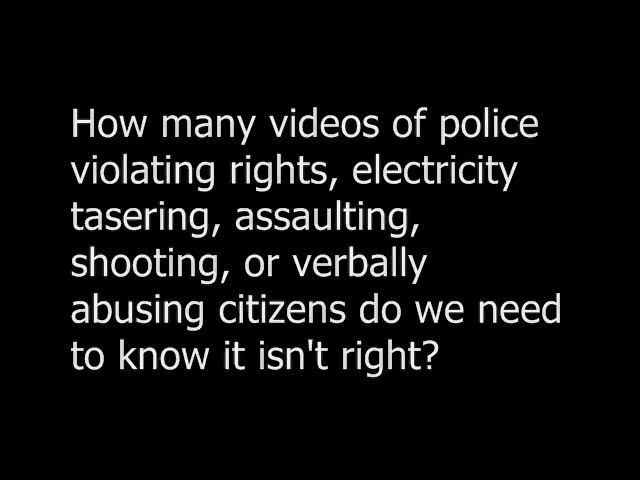 How many videos of police
violating rights, electricity
tasering, assaulting,
shooting, or verbally
abusing citizens do we need
to know it isn't right?